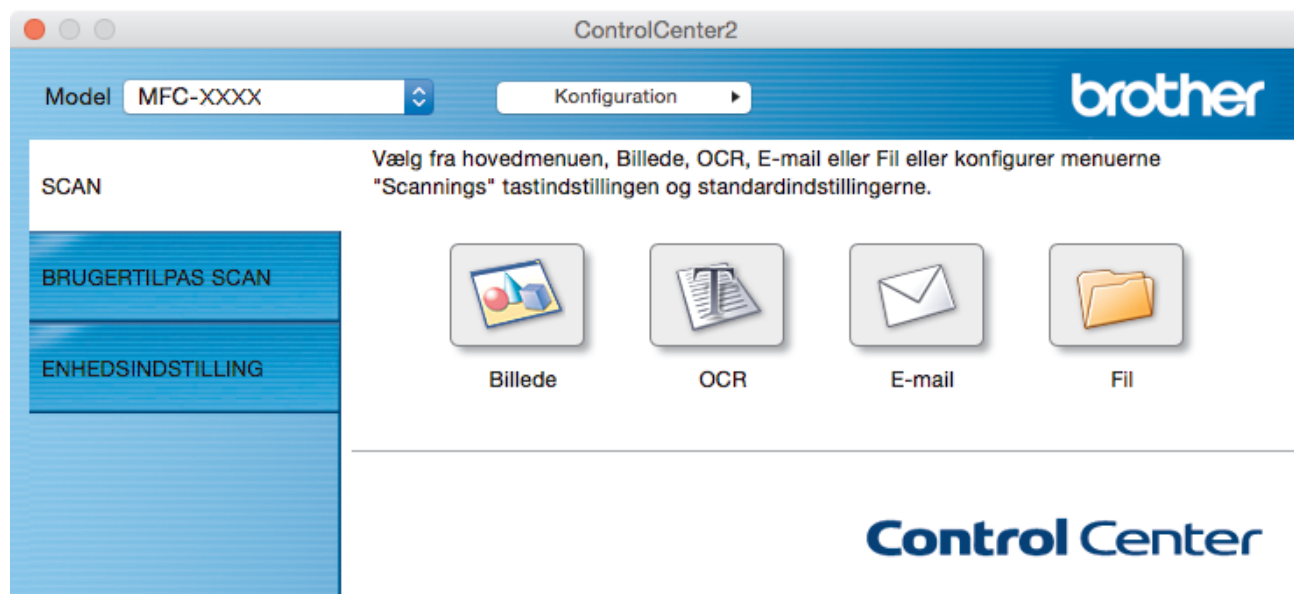 ControlCenter2
Model MFC-XXXX Konfiguration brother
SCAN
Vælg fra hovedmenuen, Billede, OCR, E-mail eller Fil eller konfigurer menuerne
"Scannings" tastindstillingen og standardindstillingerne.
BRUGERTILPAS SCAN
ENHEDSINDSTILLING
Billede OCR E-mail Fil
Control Center